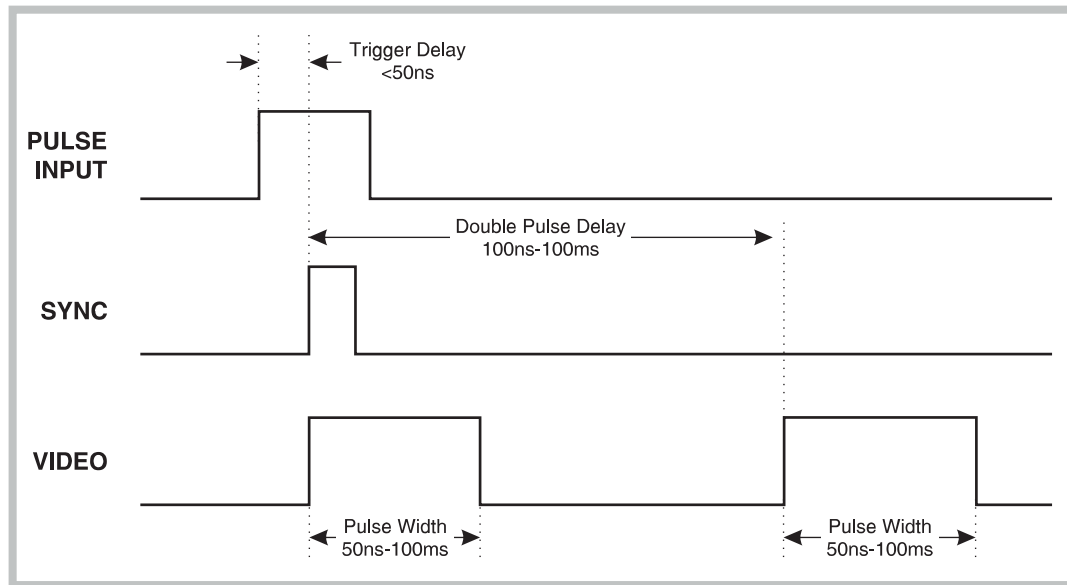 Trigger Delay
<50ns
PULSE
INPUT
Double Pulse Delay
100ns-100ms
SYNC
VIDEO
Pulse Width
50ns-100ms
Pulse Width
50ns-100ms